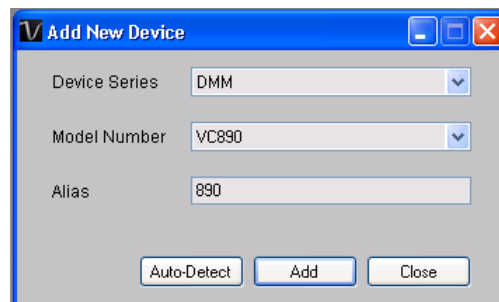 Add New Device
Device Series DMM
Model Number VC890
Alias 890
Auto-Detect Add Close